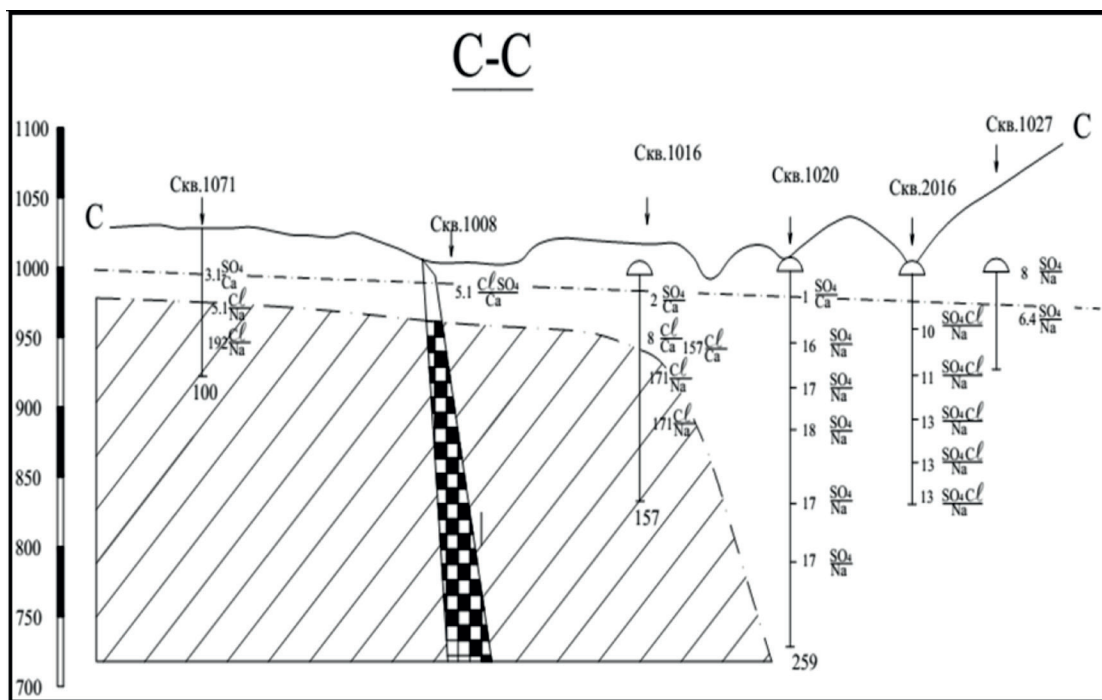 С-С
1100
1050
1000
950
900
850
800
750
700
С
С
Скв.1071
Скв.1008
Скв.1016
Скв.1020
Скв.2016
Скв.1027
3.1 SO₄
Ca
5.1 Cl
Na
192 Cl
Na
100
5.1 Cl SO₄
Ca
2 SO₄
Ca
8 Cl
Ca
157 Cl
Ca
171 Cl
Na
171 Cl
Na
157
1 SO₄
Ca
16 SO₄
Na
17 SO₄
Na
18 SO₄
Na
17 SO₄
Na
17 SO₄
Na
259
10 SO₄Cl
Na
11 SO₄Cl
Na
13 SO₄Cl
Na
13 SO₄Cl
Na
13 SO₄Cl
Na
8 SO₄
Na
6.4 SO₄
Na